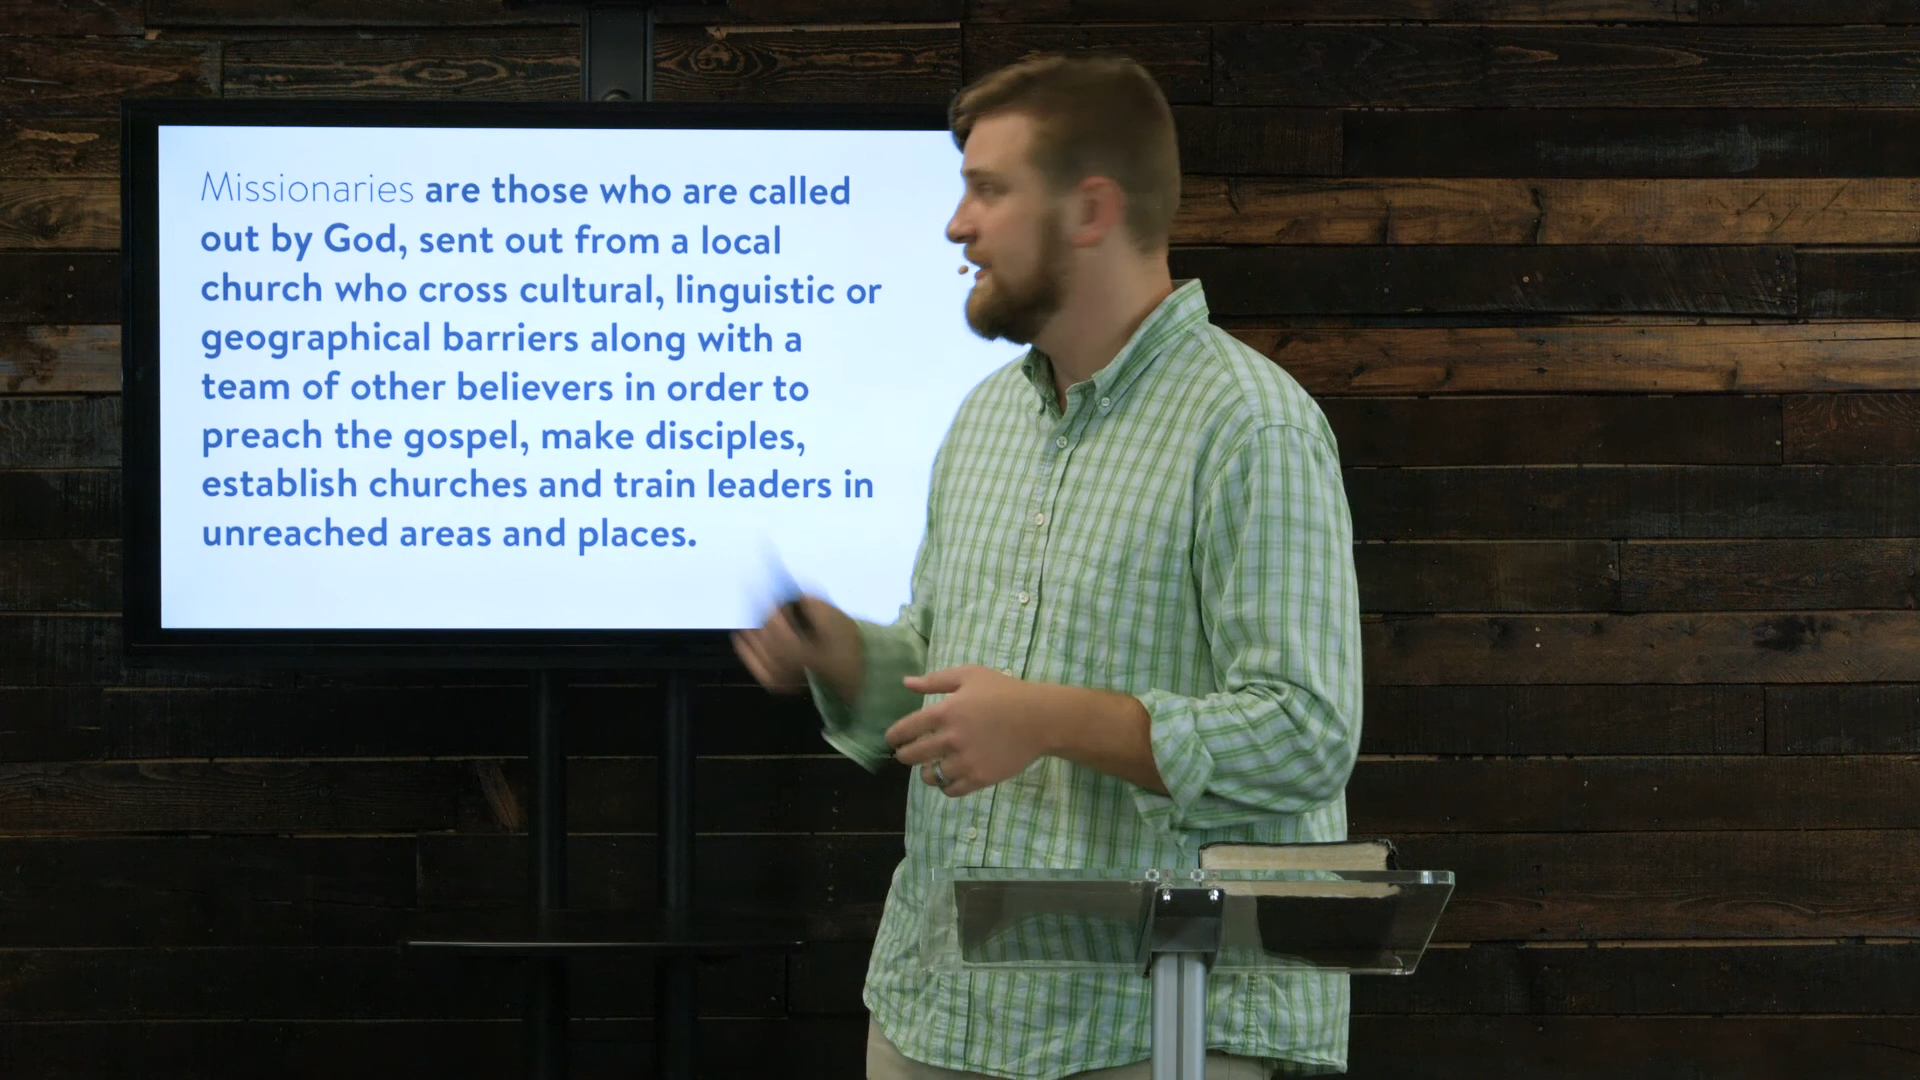 Missionaries are those who are called
out by God, sent out from a local
church who cross cultural, linguistic or
geographical barriers along with a
team of other believers in order to
preach the gospel, make disciples,
establish churches and train leaders in
unreached areas and places.